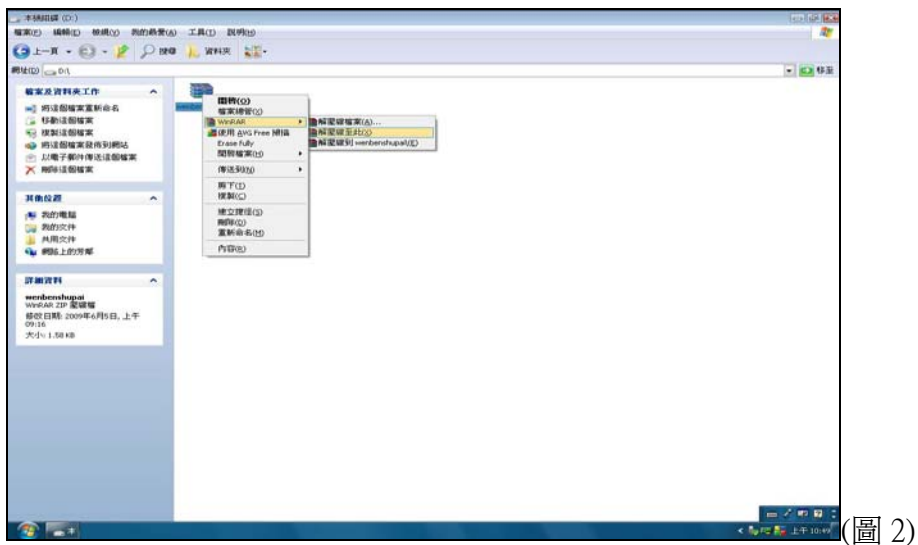 本機磁碟 (D:)
檔案(F) 編輯(E) 檢視(V) 我的最愛(A) 工具(T) 說明(H)
上一頁 搜尋 資料夾
網址(D) D:\ 移至
檔案及資料夾工作
將這個檔案重新命名
移動這個檔案
複製這個檔案
將這個檔案發佈到網站
以電子郵件傳送這個檔案
刪除這個檔案
其他位置
我的電腦
我的文件
共用文件
網路上的芳鄰
詳細資料
wenbenshupai
WinRAR ZIP 壓縮檔
修改日期: 2009年6月5日, 上午
09:16
大小: 1.58 KB
開啟(O)
檔案總管(X)
WinRAR
使用 AVG Free 掃描
Erase fully
開啟檔案(H)
傳送到(N)
剪下(T)
複製(C)
建立捷徑(S)
刪除(D)
重新命名(M)
內容(R)
解壓縮檔案(A)...
解壓縮至此(X)
解壓縮到 wenbenshupai\(E)
上午 10:49
(圖 2)